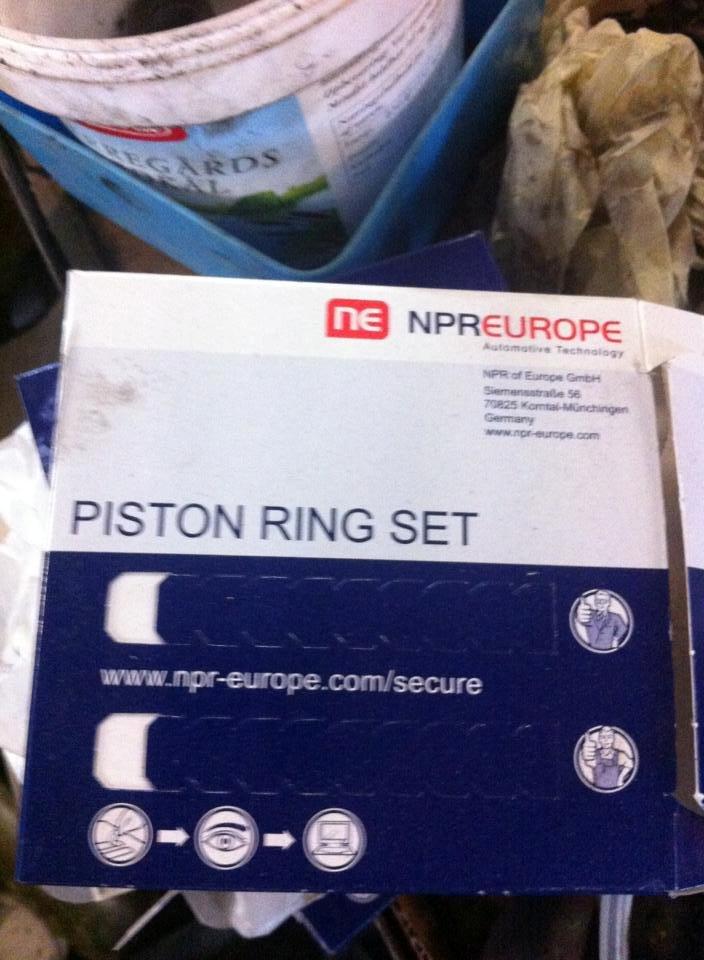 NE NPREUROPE
Automotive Technology
NPR of Europe GmbH
Siemensstraße 56
70825 Korntal-Münchingen
Germany
www.npr-europe.com
PISTON RING SET
www.npr-europe.com/secure